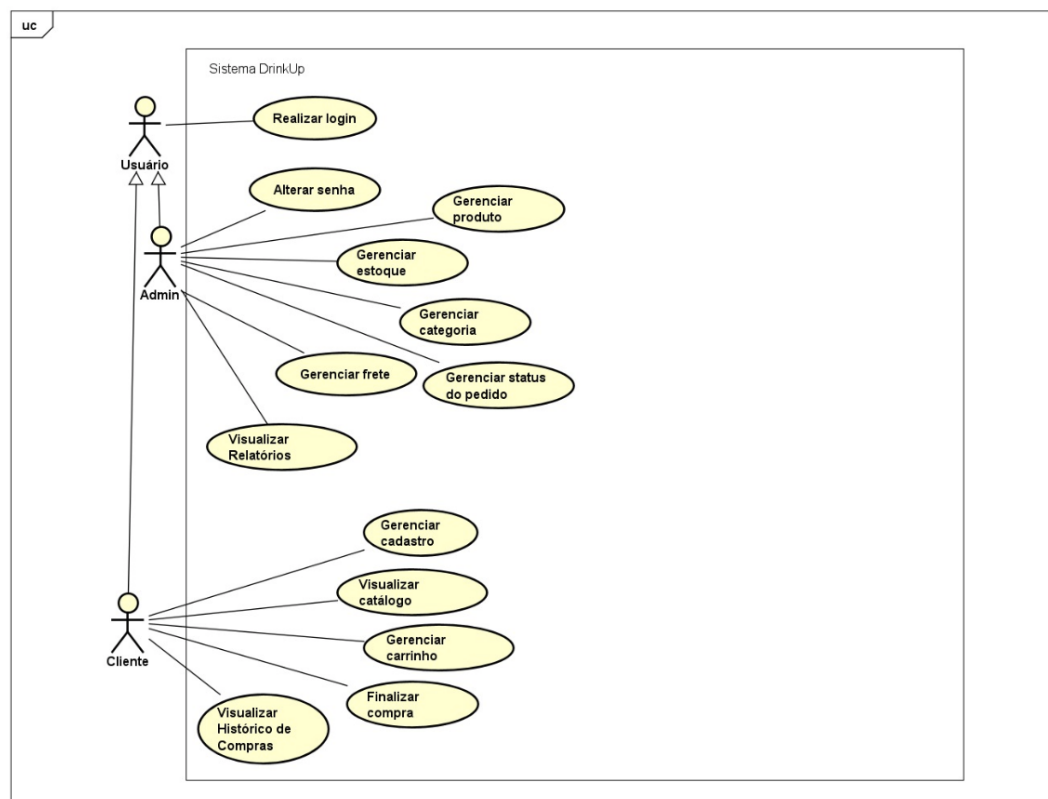 uc
Sistema DrinkUp
Realizar login
Usuário
Alterar senha
Gerenciar
produto
Gerenciar
estoque
Admin
Gerenciar
categoria
Gerenciar frete
Gerenciar status
do pedido
Visualizar
Relatórios
Gerenciar
cadastro
Visualizar
catálogo
Gerenciar
carrinho
Cliente
Finalizar
compra
Visualizar
Histórico de
Compras